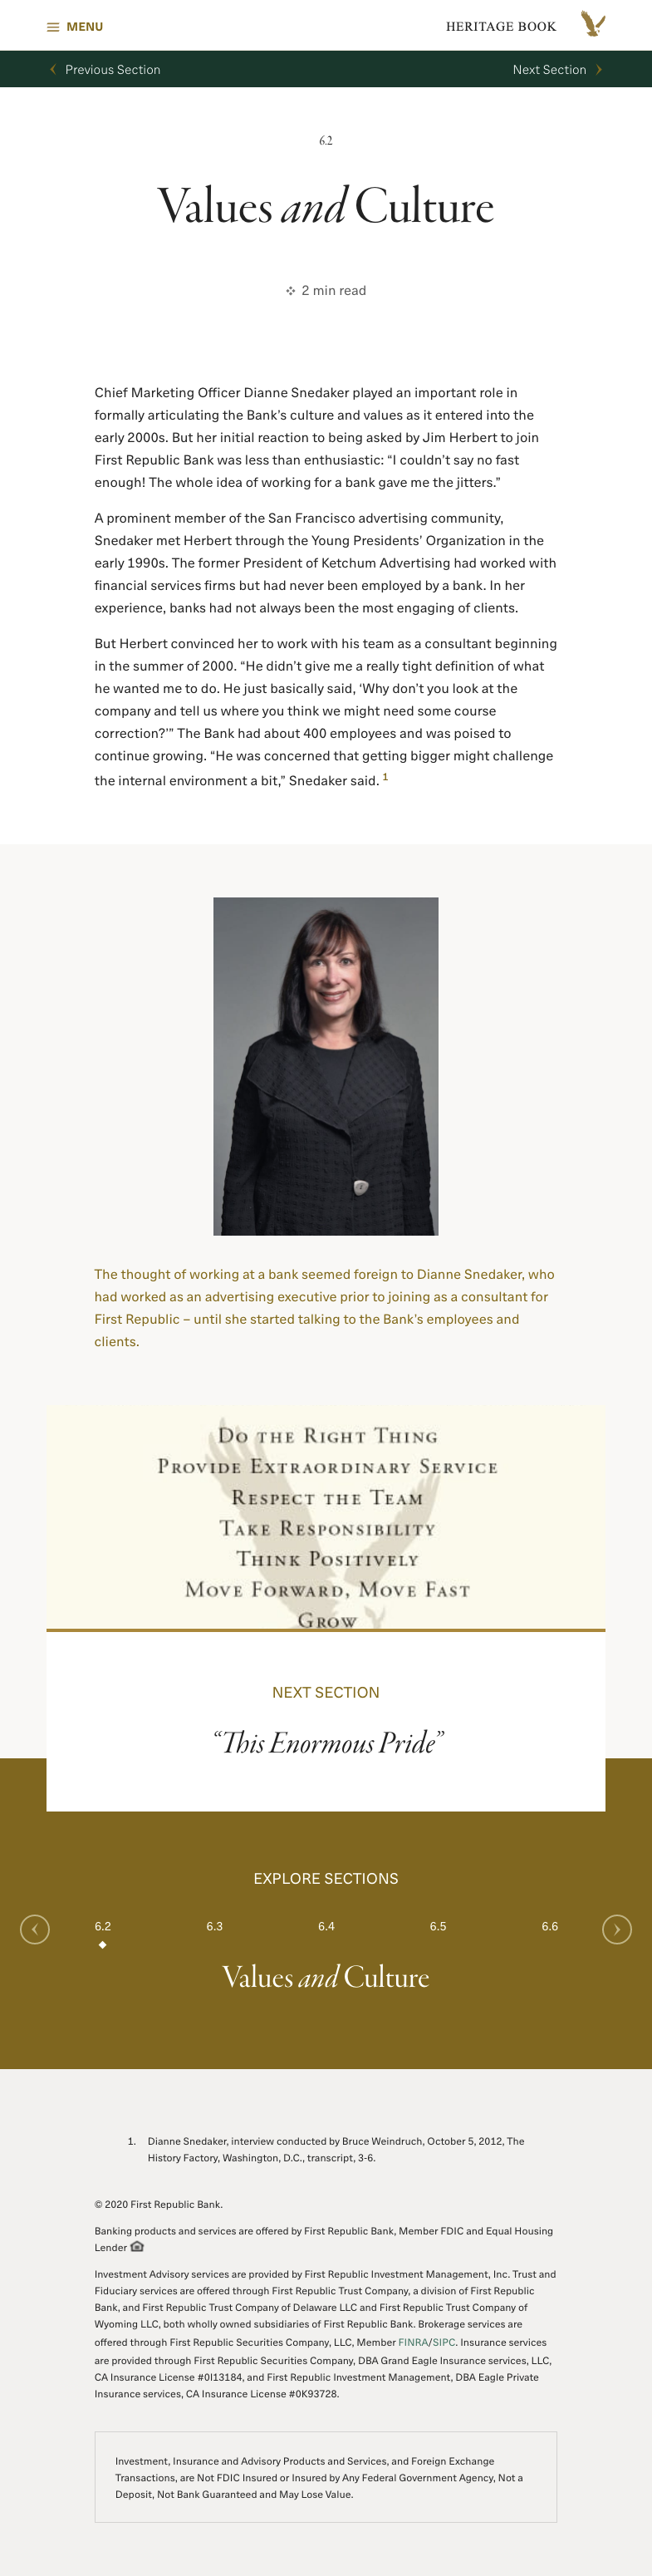 MENU
HERITAGE BOOK
Previous Section
Next Section
6.2
Values and Culture
2 min read
Chief Marketing Officer Dianne Snedaker played an important role in
formally articulating the Bank’s culture and values as it entered into the
early 2000s. But her initial reaction to being asked by Jim Herbert to join
First Republic Bank was less than enthusiastic: “I couldn’t say no fast
enough! The whole idea of working for a bank gave me the jitters.”
A prominent member of the San Francisco advertising community,
Snedaker met Herbert through the Young Presidents’ Organization in the
early 1990s. The former President of Ketchum Advertising had worked with
financial services firms but had never been employed by a bank. In her
experience, banks had not always been the most engaging of clients.
But Herbert convinced her to work with his team as a consultant beginning
in the summer of 2000. “He didn’t give me a really tight definition of what
he wanted me to do. He just basically said, ‘Why don’t you look at the
company and tell us where you think we might need some course
correction?’” The Bank had about 400 employees and was poised to
continue growing. “He was concerned that getting bigger might challenge
the internal environment a bit,” Snedaker said. 1
The thought of working at a bank seemed foreign to Dianne Snedaker, who
had worked as an advertising executive prior to joining as a consultant for
First Republic – until she started talking to the Bank’s employees and
clients.
Do the Right Thing
Provide Extraordinary Service
Respect the Team
Take Responsibility
Think Positively
Move Forward, Move Fast
Grow
NEXT SECTION
“This Enormous Pride”
EXPLORE SECTIONS
6.2 6.3 6.4 6.5 6.6
Values and Culture
1. Dianne Snedaker, interview conducted by Bruce Weindruch, October 5, 2012, The
History Factory, Washington, D.C., transcript, 3-6.
© 2020 First Republic Bank.
Banking products and services are offered by First Republic Bank, Member FDIC and Equal Housing
Lender
Investment Advisory services are provided by First Republic Investment Management, Inc. Trust and
Fiduciary services are offered through First Republic Trust Company, a division of First Republic
Bank, and First Republic Trust Company of Delaware LLC and First Republic Trust Company of
Wyoming LLC, both wholly owned subsidiaries of First Republic Bank. Brokerage services are
offered through First Republic Securities Company, LLC, Member FINRA/SIPC. Insurance services
are provided through First Republic Securities Company, DBA Grand Eagle Insurance services, LLC,
CA Insurance License #0I13184, and First Republic Investment Management, DBA Eagle Private
Insurance services, CA Insurance License #0K93728.
Investment, Insurance and Advisory Products and Services, and Foreign Exchange
Transactions, are Not FDIC Insured or Insured by Any Federal Government Agency, Not a
Deposit, Not Bank Guaranteed and May Lose Value.